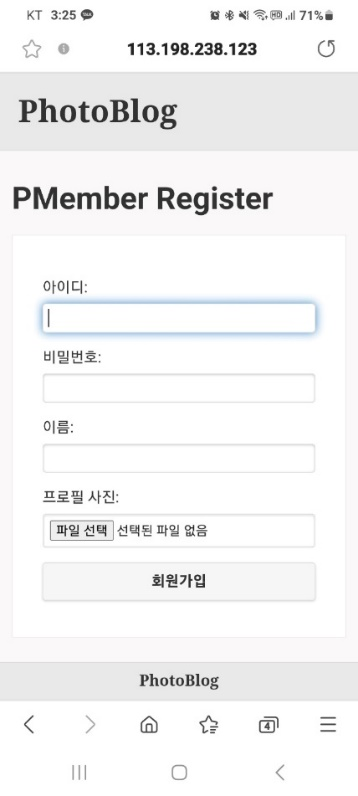 KT 3:25 71%
113.198.238.123
PhotoBlog
PMember Register
아이디:
비밀번호:
이름:
프로필 사진:
파일 선택 선택된 파일 없음
회원가입
PhotoBlog
4